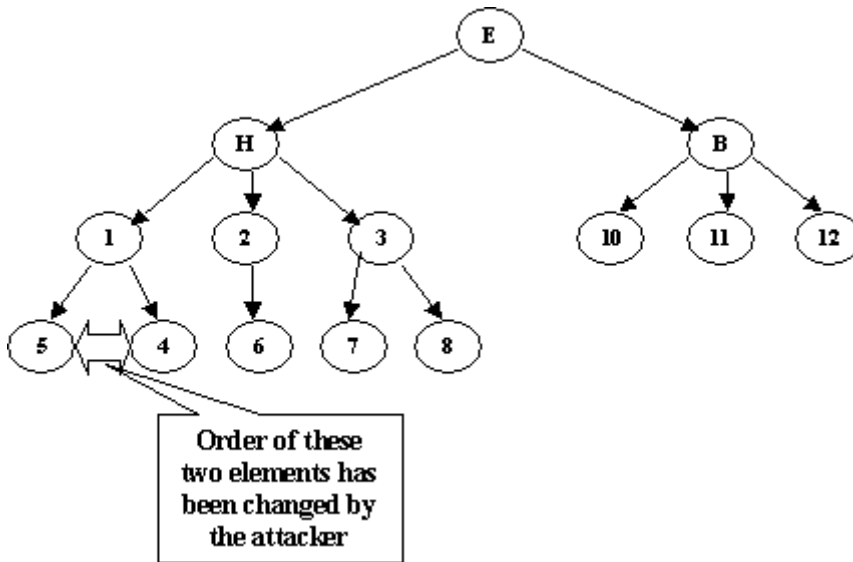 E
H
B
1
2
3
10
11
12
5
4
6
7
8
Order of these
two elements has
been changed by
the attacker